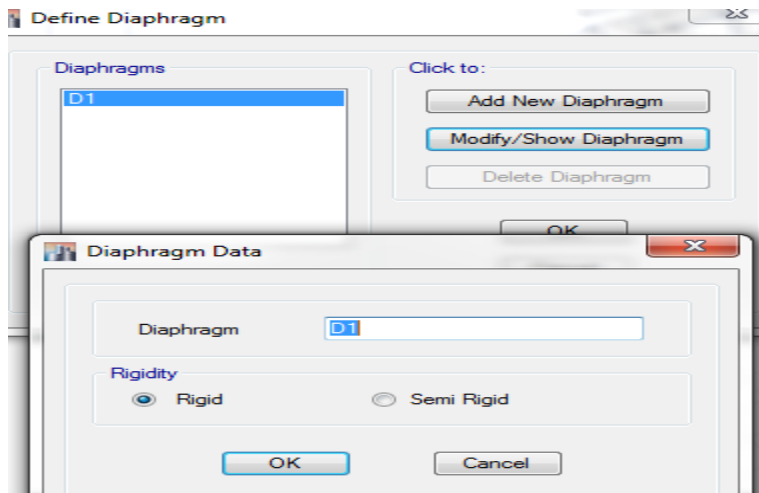 Define Diaphragm
Diaphragms
Click to:
D1
Add New Diaphragm
Modify/Show Diaphragm
Delete Diaphragm
OK
Diaphragm Data
Diaphragm
D1
Rigidity
Rigid
Semi Rigid
OK
Cancel